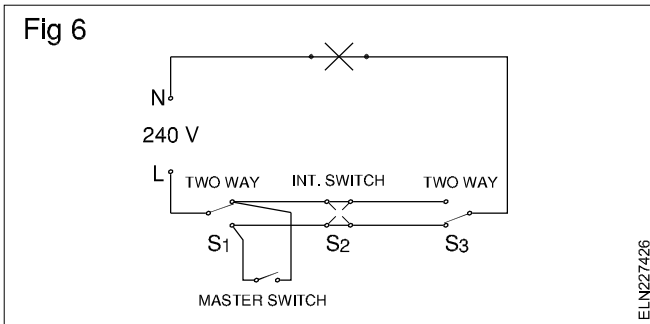 Fig 6
N
240 V
L
TWO WAY INT. SWITCH TWO WAY
S1 S2 S3
MASTER SWITCH
ELN227426